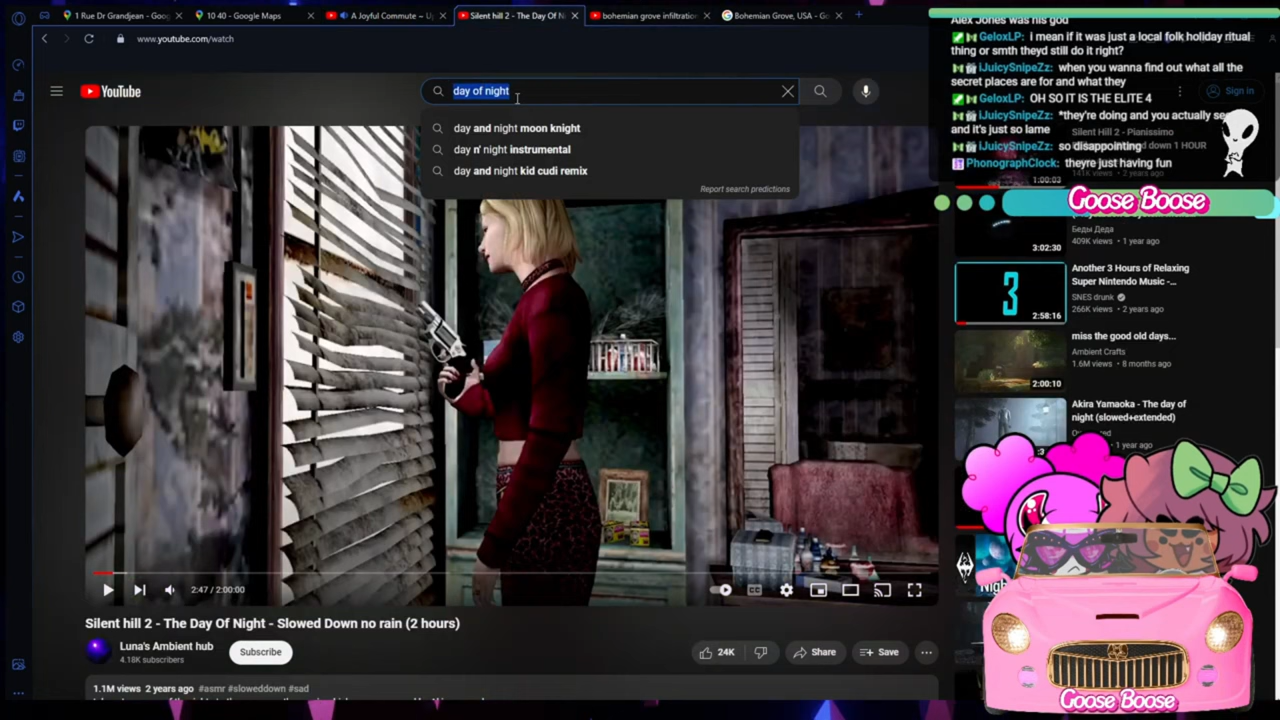 1 Rue Dr Grandjean - Goog
10 40 - Google Maps
A Joyful Commute ~ U
Silent hill 2 - The Day Of N
bohemian grove infiltration
Bohemian Grove, USA - Go
www.youtube.com/watch
YouTube
day of night
Sign in
day and night moon knight
day n' night instrumental
day and night kid cudi remix
Report search predictions
Alex Jones was his god
GeloxLP: i mean if it was just a local folk holiday ritual
thing or smth theyd still do it right?
iJuicySnipeZz: when you wanna find out what all the
secret places are for and what they
GeloxLP: OH SO IT IS THE ELITE 4
iJuicySnipeZz: *they're doing and you actually see
and it's just so lame
iJuicySnipeZz: so disappointing
PhonographClock: theyre just having fun
Silent Hill 2 - Pianissimo
down 1 HOUR
141K views • 2 years ago
1:00:03
Goose Boose
Беды Деда
409K views • 1 year ago
3:02:30
Another 3 Hours of Relaxing
Super Nintendo Music -...
SNES drunk
266K views • 2 years ago
3
2:58:16
miss the good old days...
Ambient Crafts
1.6M views • 8 months ago
2:00:10
Akira Yamaoka - The day of
night (slowed+extended)
1 year ago
2:47 / 2:00:00
Silent hill 2 - The Day Of Night - Slowed Down no rain (2 hours)
Luna's Ambient hub
4.18K subscribers
Subscribe
24K
Share
Save
1.1M views 2 years ago #asmr #sloweddown #sad
Goose Boose